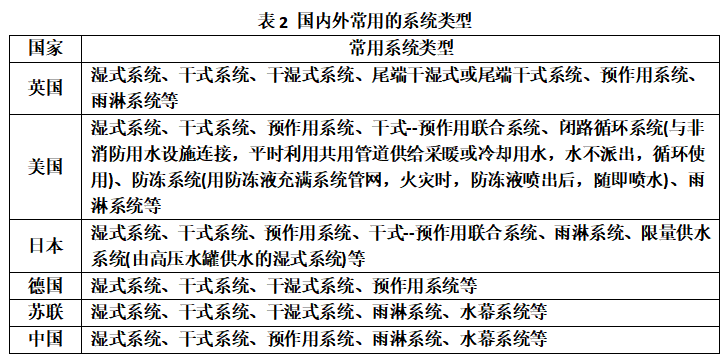 表 2  国内外常用的系统类型
国家 常用系统类型
英国 湿式系统、干式系统、干湿式系统、尾端干湿式或尾端干式系统、预作用系统、
雨淋系统等
美国 湿式系统、干式系统、预作用系统、干式--预作用联合系统、闭路循环系统(与非
消防用水设施连接，平时利用共用管道供给采暖或冷却用水，水不派出，循环使
用)、防冻系统(用防冻液充满系统管网，火灾时，防冻液喷出后，随即喷水)、雨
淋系统等
日本 湿式系统、干式系统、预作用系统、干式--预作用联合系统、雨淋系统、限量供水
系统(由高压水罐供水的湿式系统)等
德国 湿式系统、干式系统、干湿式系统、预作用系统等
苏联 湿式系统、干式系统、干湿式系统、雨淋系统、水幕系统等
中国 湿式系统、干式系统、预作用系统、雨淋系统、水幕系统等